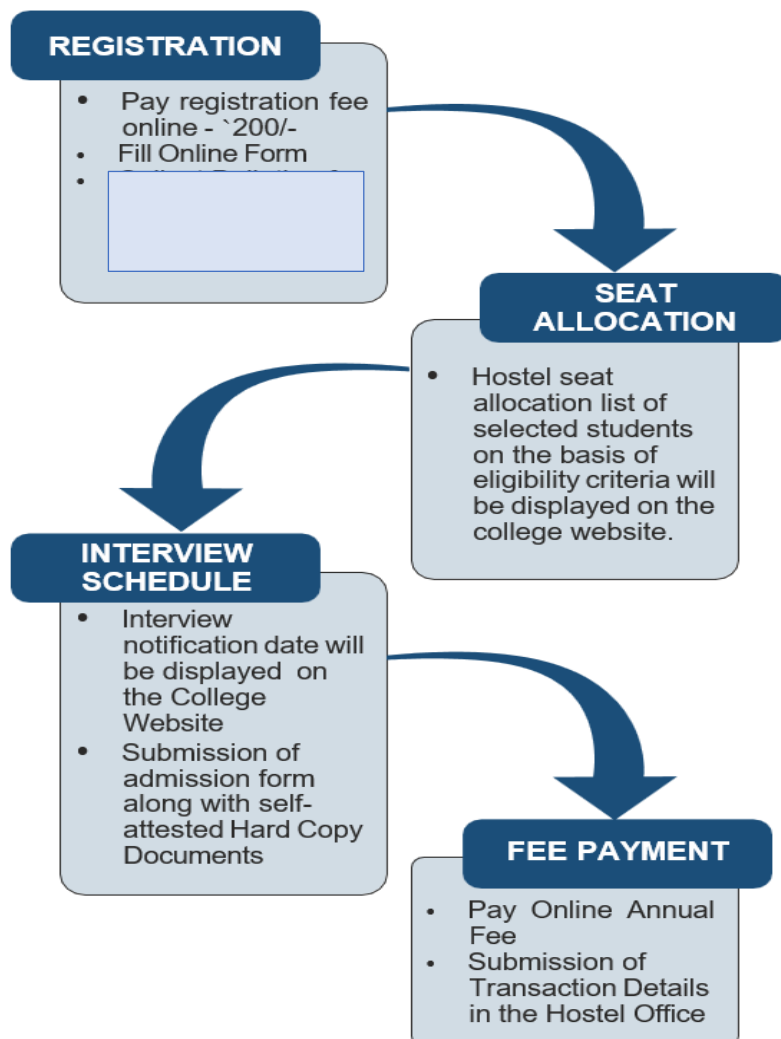 REGISTRATION
• Pay registration fee
online - `200/-
• Fill Online Form
•
SEAT
ALLOCATION
• Hostel seat
allocation list of
selected students
on the basis of
eligibility criteria will
be displayed on the
college website.
INTERVIEW
SCHEDULE
• Interview
notification date will
be displayed on
the College
Website
• Submission of
admission form
along with self-
attested Hard Copy
Documents
FEE PAYMENT
• Pay Online Annual
Fee
• Submission of
Transaction Details
in the Hostel Office